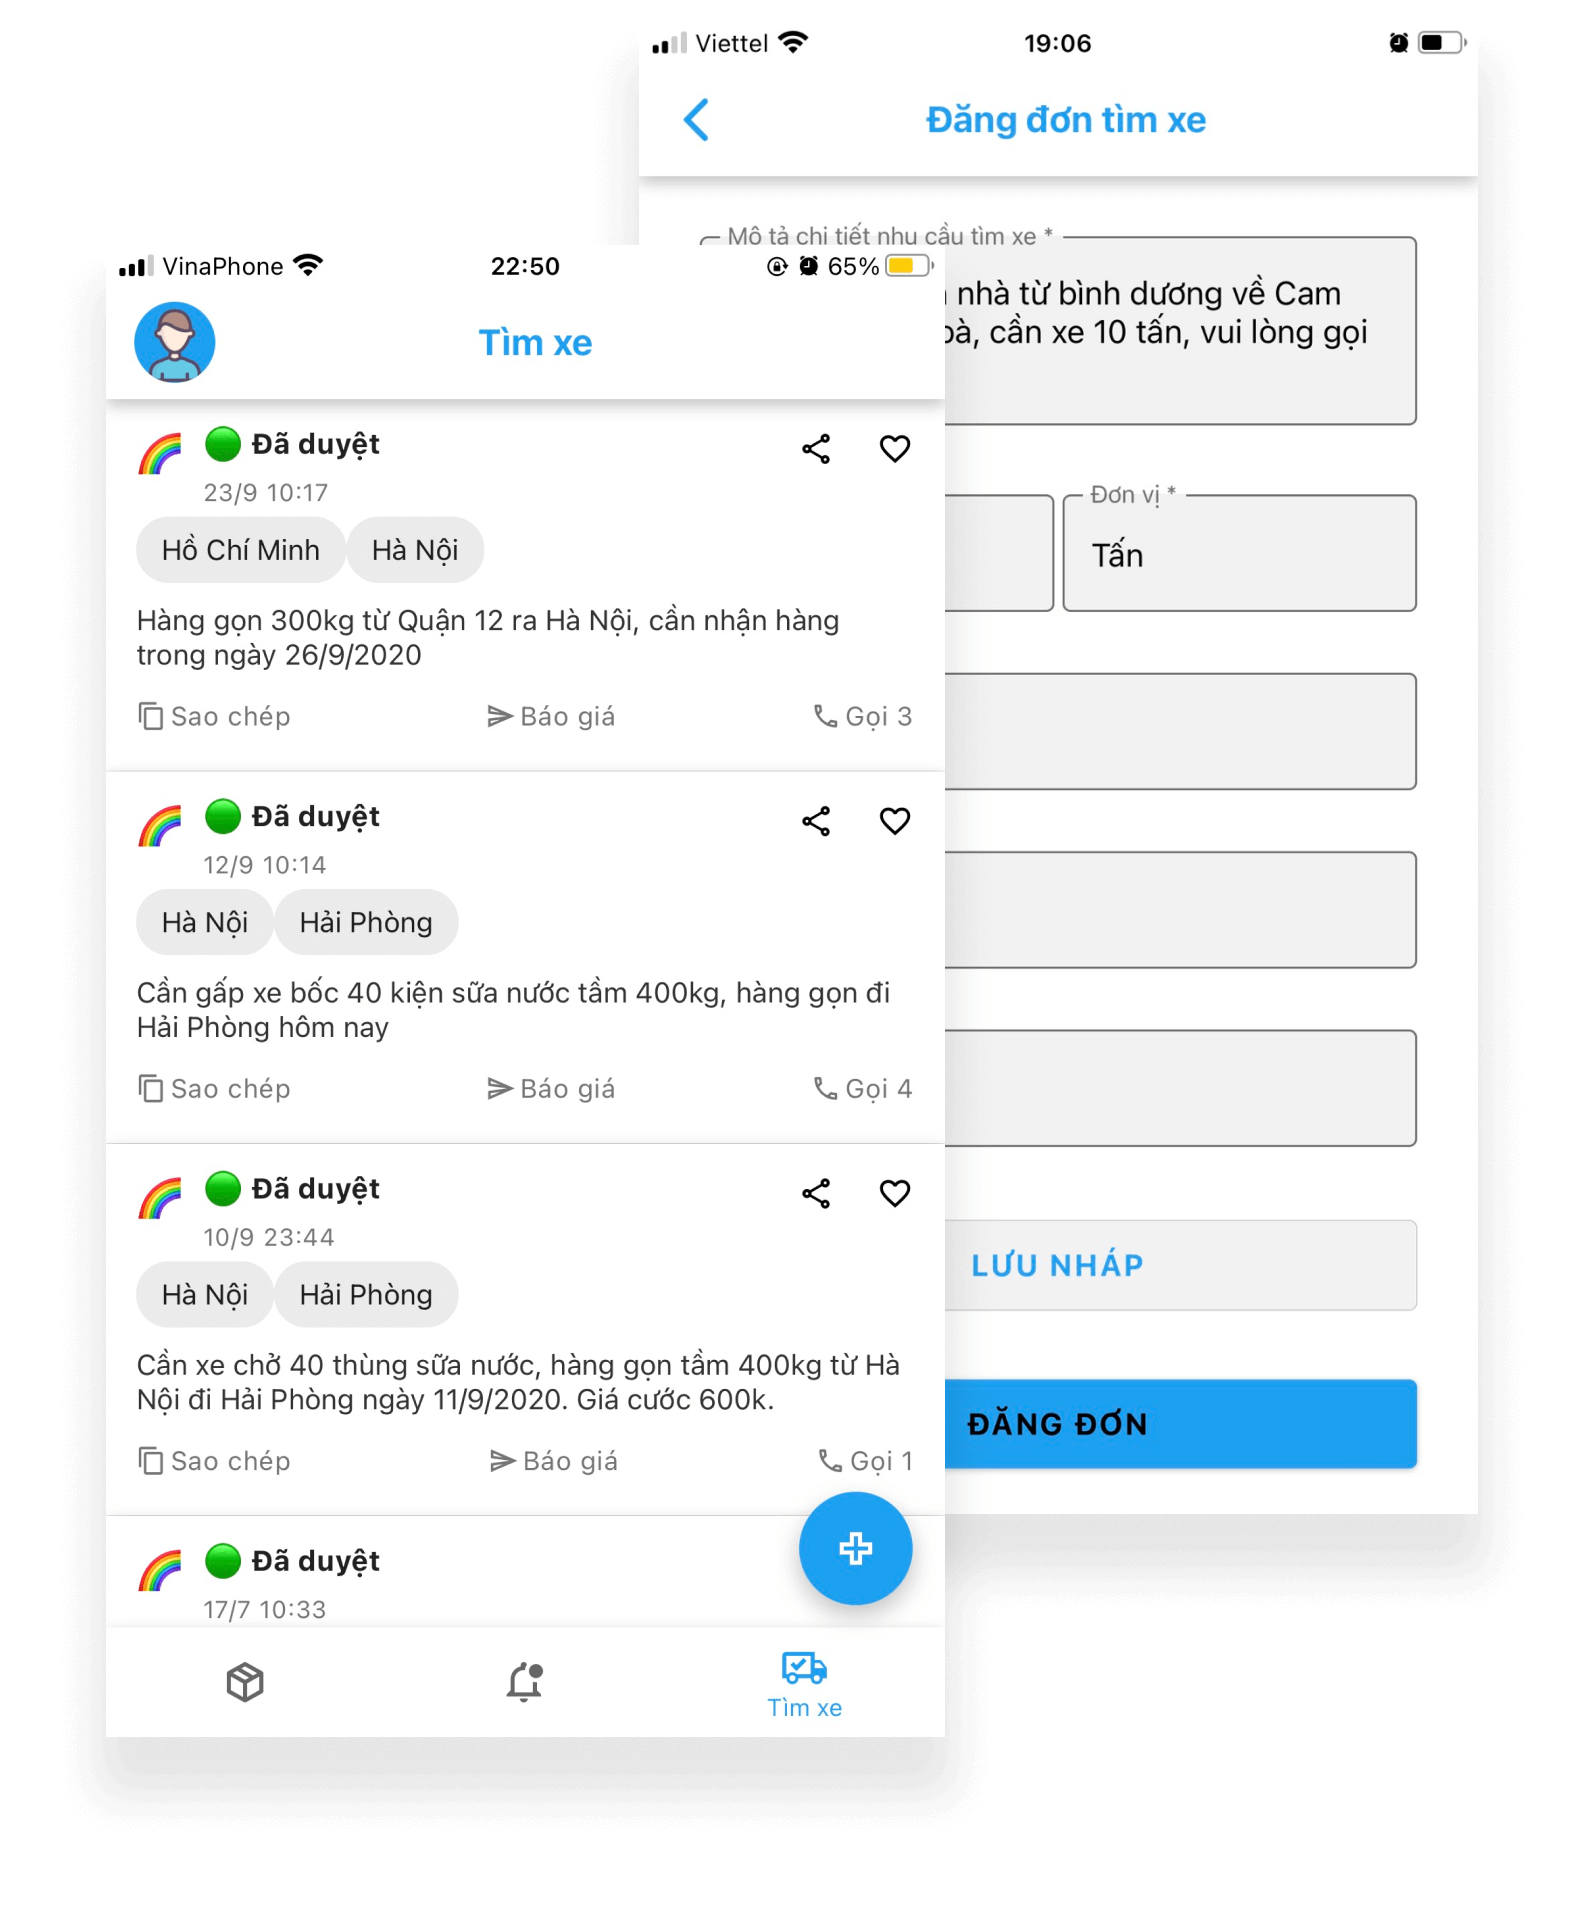 Viettel
19:06
Đăng đơn tìm xe
Mô tả chi tiết nhu cầu tìm xe *
nhà từ bình dương về Cam
cần xe 10 tấn, vui lòng gọi
Đơn vị *
Tấn
LƯU NHÁP
ĐĂNG ĐƠN
VinaPhone
22:50
65%
Tìm xe
Đã duyệt
23/9 10:17
Hồ Chí Minh
Hà Nội
Hàng gọn 300kg từ Quận 12 ra Hà Nội, cần nhận hàng
trong ngày 26/9/2020
Sao chép
Báo giá
Gọi 3
Đã duyệt
12/9 10:14
Hà Nội
Hải Phòng
Cần gấp xe bốc 40 kiện sữa nước tầm 400kg, hàng gọn đi
Hải Phòng hôm nay
Sao chép
Báo giá
Gọi 4
Đã duyệt
10/9 23:44
Hà Nội
Hải Phòng
Cần xe chở 40 thùng sữa nước, hàng gọn tầm 400kg từ Hà
Nội đi Hải Phòng ngày 11/9/2020. Giá cước 600k.
Sao chép
Báo giá
Gọi 1
Đã duyệt
17/7 10:33
Tìm xe